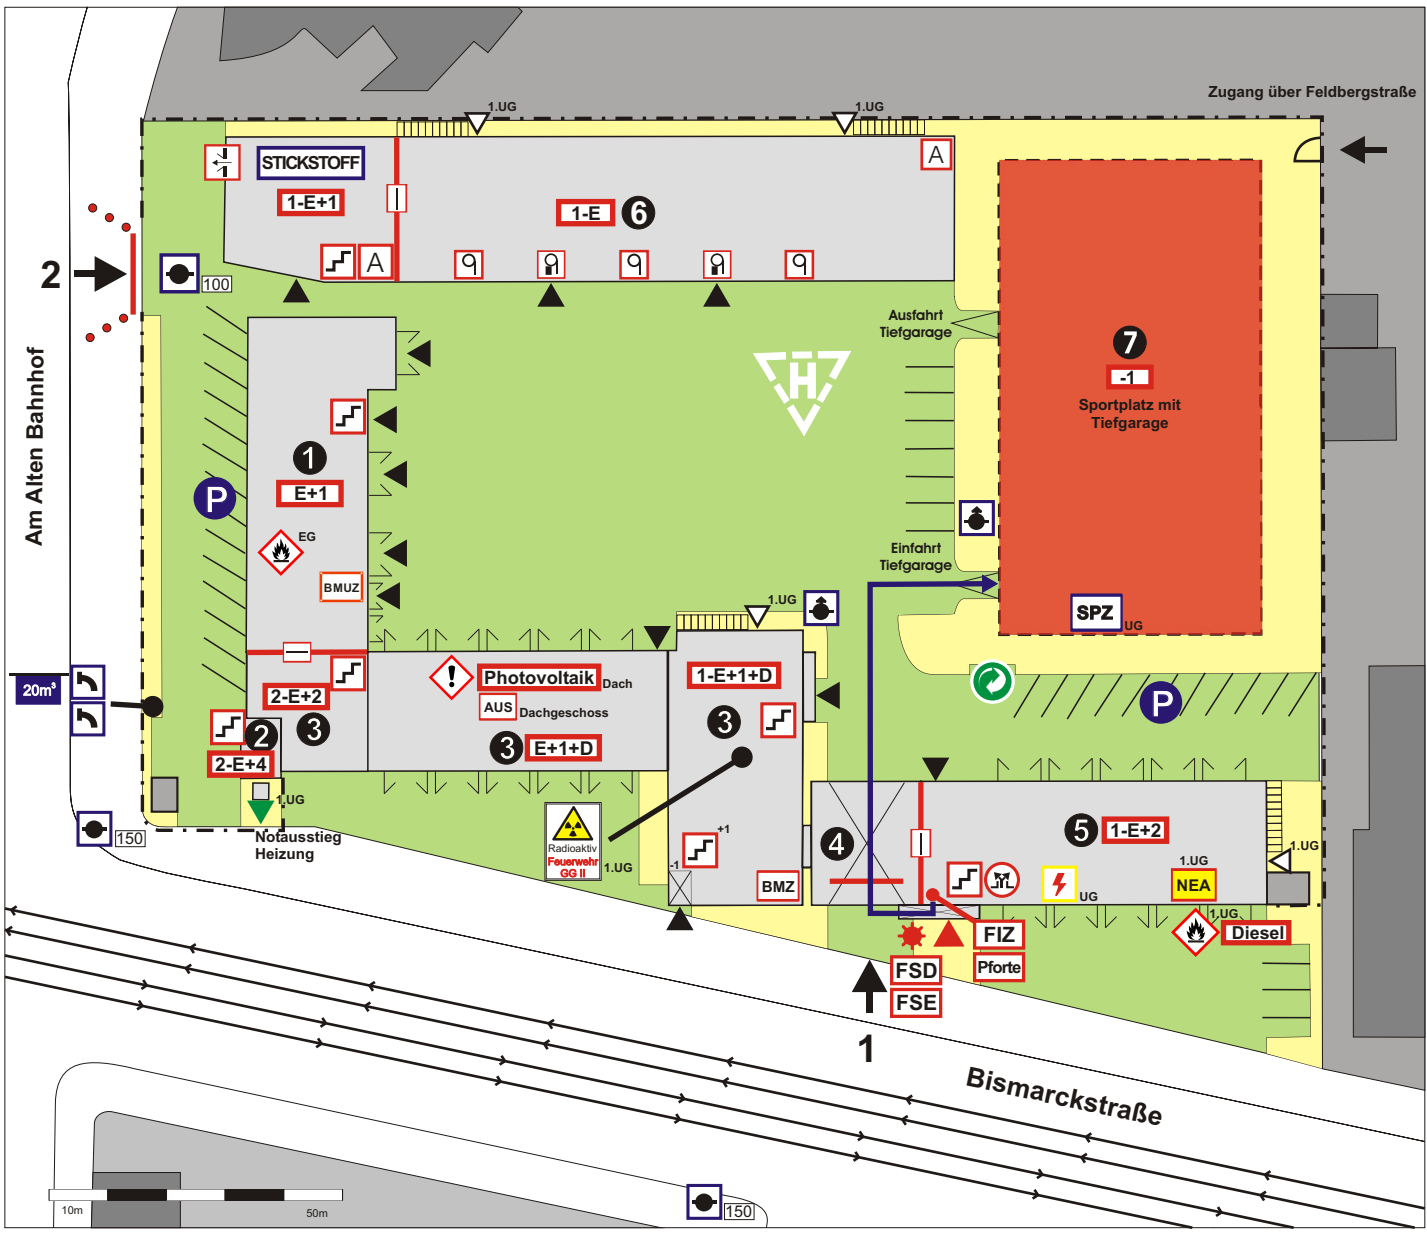 1.UG
1.UG
Zugang über Feldbergstraße
STICKSTOFF
1-E+1
A
1-E 6
A
2
100
Am Alten Bahnhof
Ausfahrt
Tiefgarage
H
7
-1
Sportplatz mit
Tiefgarage
1
E+1
P
EG
BMUZ
Einfahrt
Tiefgarage
1.UG
SPZ
UG
20m³
2-E+2
3
2
2-E+4
Photovoltaik Dach
AUS Dachgeschoss
3 E+1+D
1-E+1+D
3
P
1.UG
Notausstieg
Heizung
150
Radioaktiv
Feuerwehr
GG II
1.UG
+1
-1
BMZ
4
5 1-E+2
1.UG
1.UG
NEA
UG
1.UG
Diesel
FIZ
Pforte
FSD
FSE
1
Bismarckstraße
10m
50m
150